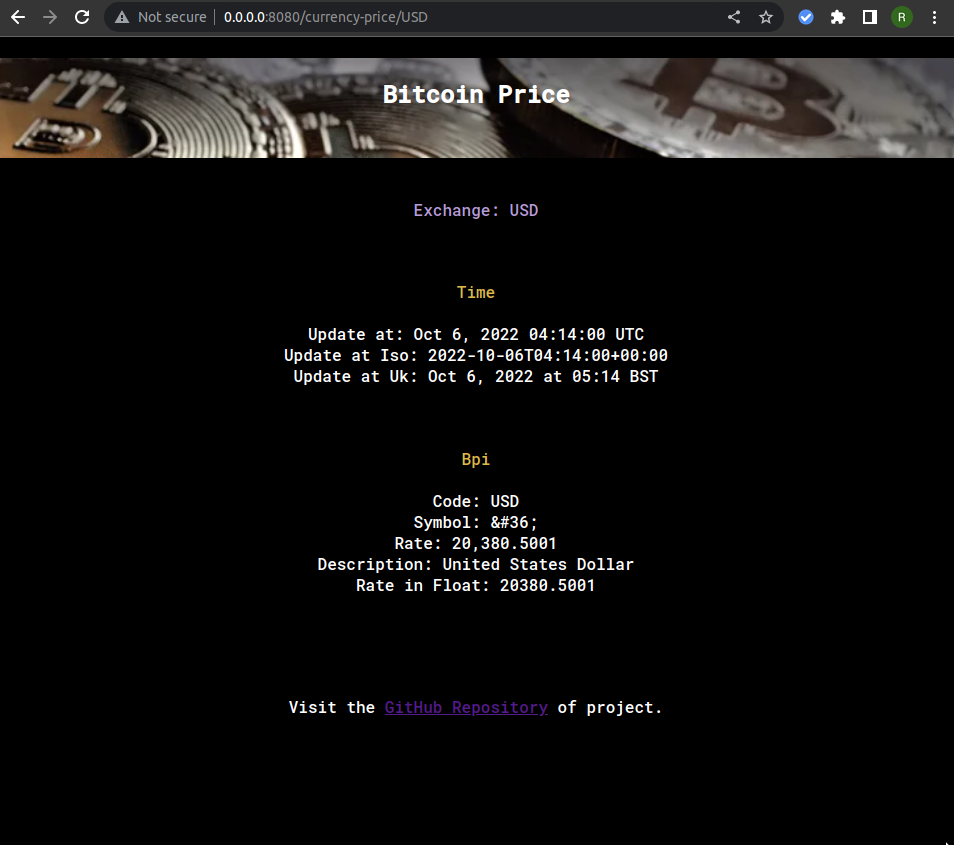 Not secure
0.0.0.0:8080/currency-price/USD
R
Bitcoin Price
Exchange: USD
Time
Update at: Oct 6, 2022 04:14:00 UTC
Update at Iso: 2022-10-06T04:14:00+00:00
Update at Uk: Oct 6, 2022 at 05:14 BST
Bpi
Code: USD
Symbol: &#36;
Rate: 20,380.5001
Description: United States Dollar
Rate in Float: 20380.5001
Visit the GitHub Repository of project.